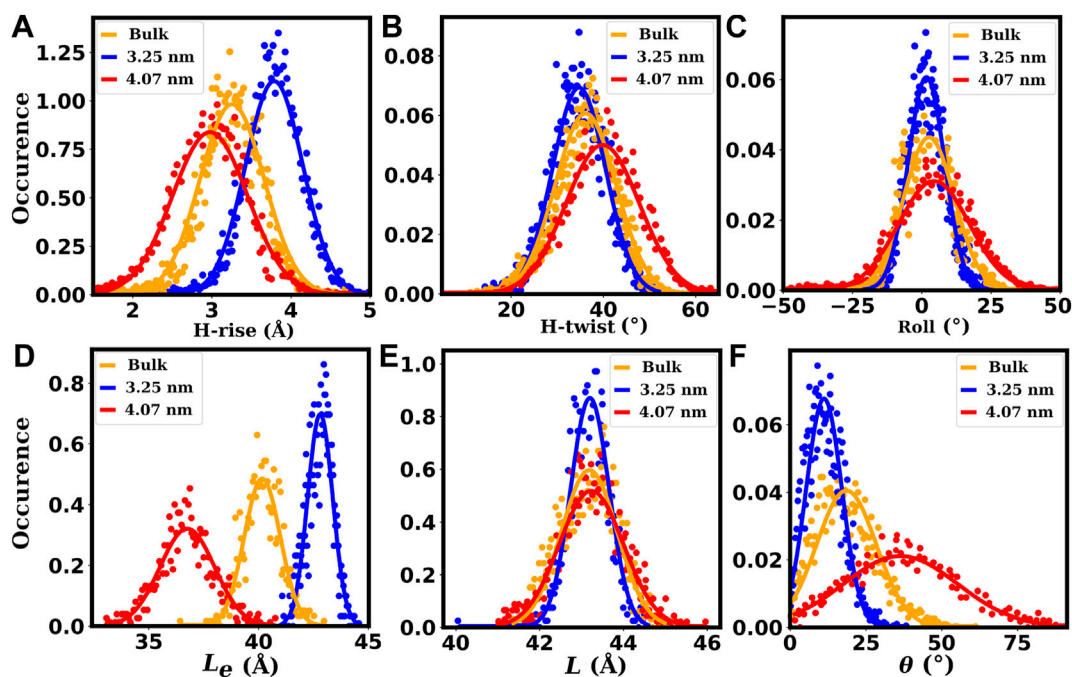 A
Occurence
1.25
1.00
0.75
0.50
0.25
0.00
2
3
4
5
H-rise (Å)
Bulk
3.25 nm
4.07 nm
B
0.08
0.06
0.04
0.02
0.00
20
40
60
H-twist (°)
Bulk
3.25 nm
4.07 nm
C
0.06
0.04
0.02
0.00
−50
−25
0
25
50
Roll (°)
Bulk
3.25 nm
4.07 nm
D
Occurence
0.8
0.6
0.4
0.2
0.0
35
40
45
Le (Å)
Bulk
3.25 nm
4.07 nm
E
1.0
0.8
0.6
0.4
0.2
0.0
40
42
44
46
L (Å)
Bulk
3.25 nm
4.07 nm
F
0.06
0.04
0.02
0.00
0
25
50
75
θ (°)
Bulk
3.25 nm
4.07 nm